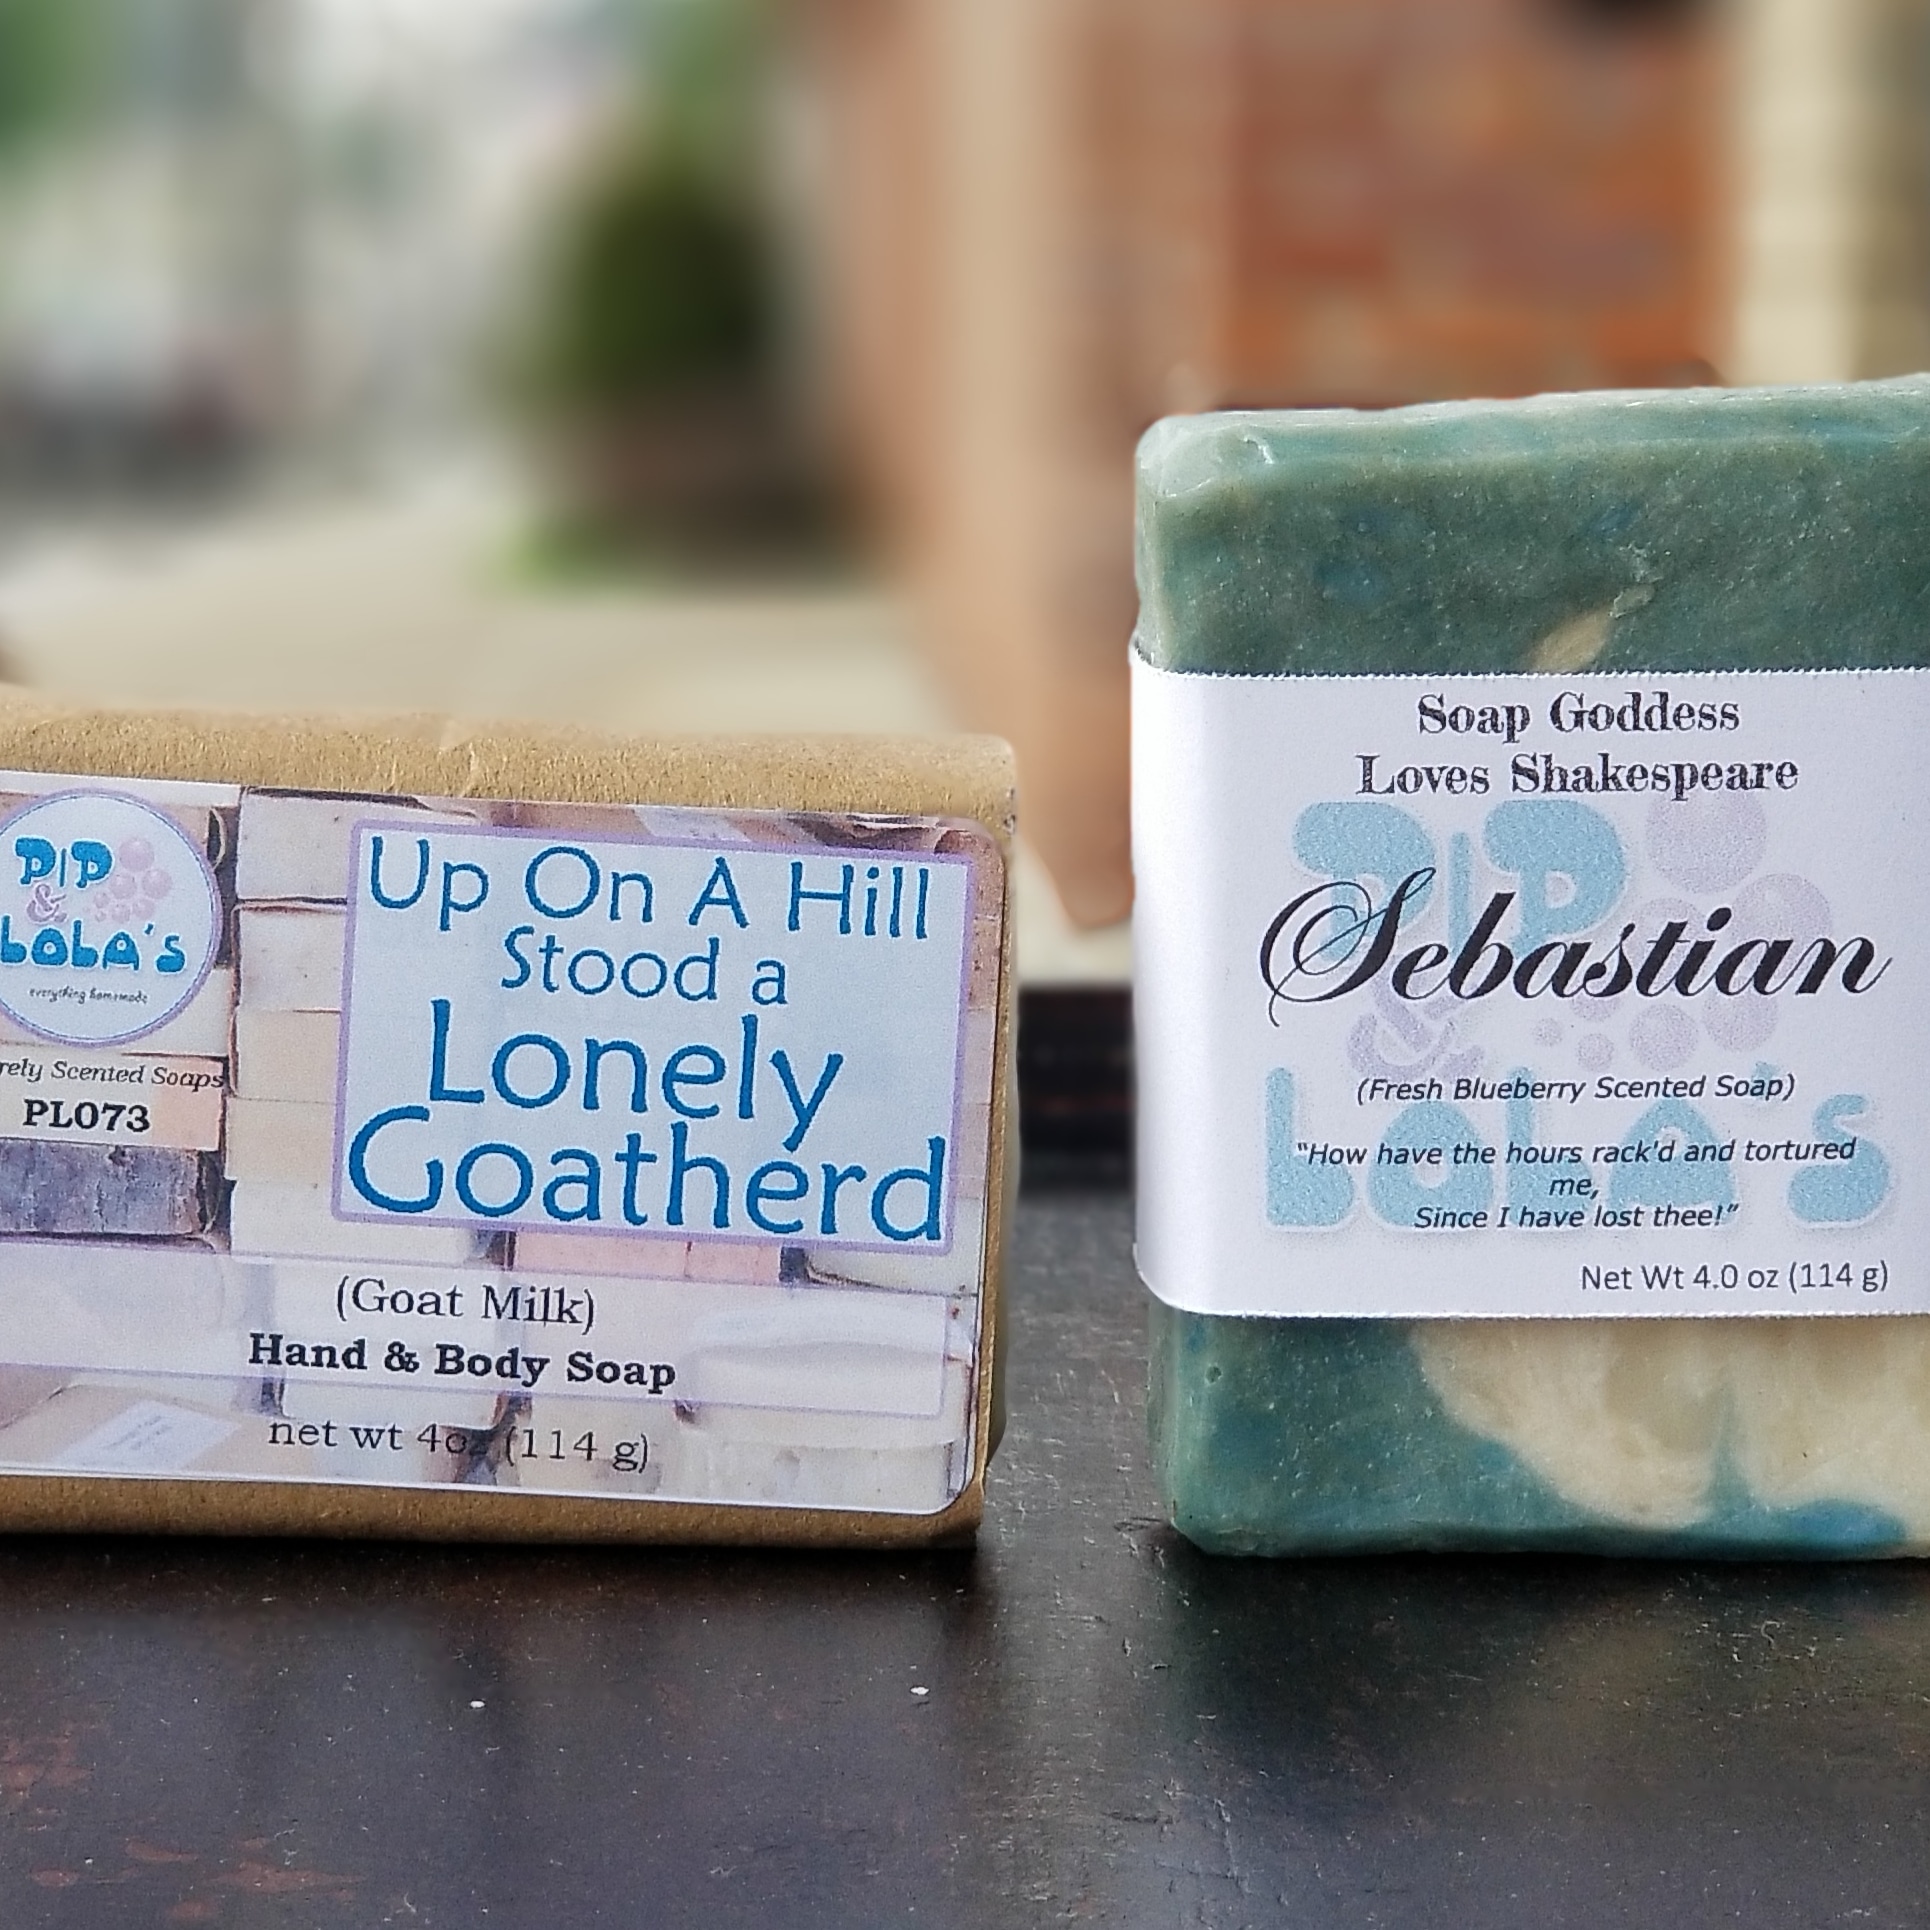 PIP
&
LOLA'S
everything homemade
rely Scented Soaps
PL073
Up On A Hill
Stood a
Lonely
Goatherd
(Goat Milk)
Hand & Body Soap
net wt 4oz (114 g)
Soap Goddess
Loves Shakespeare
PIP
Sebastian
&
(Fresh Blueberry Scented Soap)
LOLA's
"How have the hours rack'd and tortured
me,
Since I have lost thee!"
Net Wt 4.0 oz (114 g)